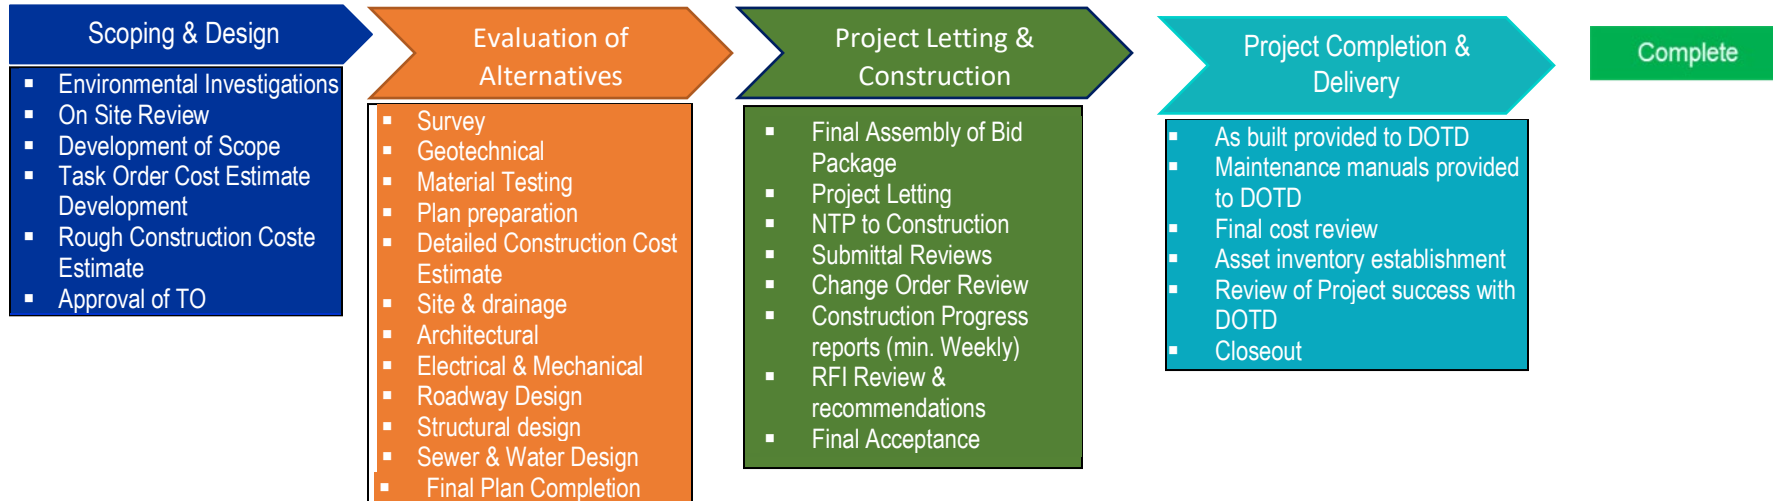 Scoping & Design
▪ Environmental Investigations
▪ On Site Review
▪ Development of Scope
▪ Task Order Cost Estimate
Development
▪ Rough Construction Coste
Estimate
▪ Approval of TO
Evaluation of
Alternatives
▪ Survey
▪ Geotechnical
▪ Material Testing
▪ Plan preparation
▪ Detailed Construction Cost
Estimate
▪ Site & drainage
▪ Architectural
▪ Electrical & Mechanical
▪ Roadway Design
▪ Structural design
▪ Sewer & Water Design
▪ Final Plan Completion
Project Letting &
Construction
▪ Final Assembly of Bid
Package
▪ Project Letting
▪ NTP to Construction
▪ Submittal Reviews
▪ Change Order Review
▪ Construction Progress
reports (min. Weekly)
▪ RFI Review &
recommendations
▪ Final Acceptance
Project Completion &
Delivery
▪ As built provided to DOTD
▪ Maintenance manuals provided
to DOTD
▪ Final cost review
▪ Asset inventory establishment
▪ Review of Project success with
DOTD
▪ Closeout
Complete